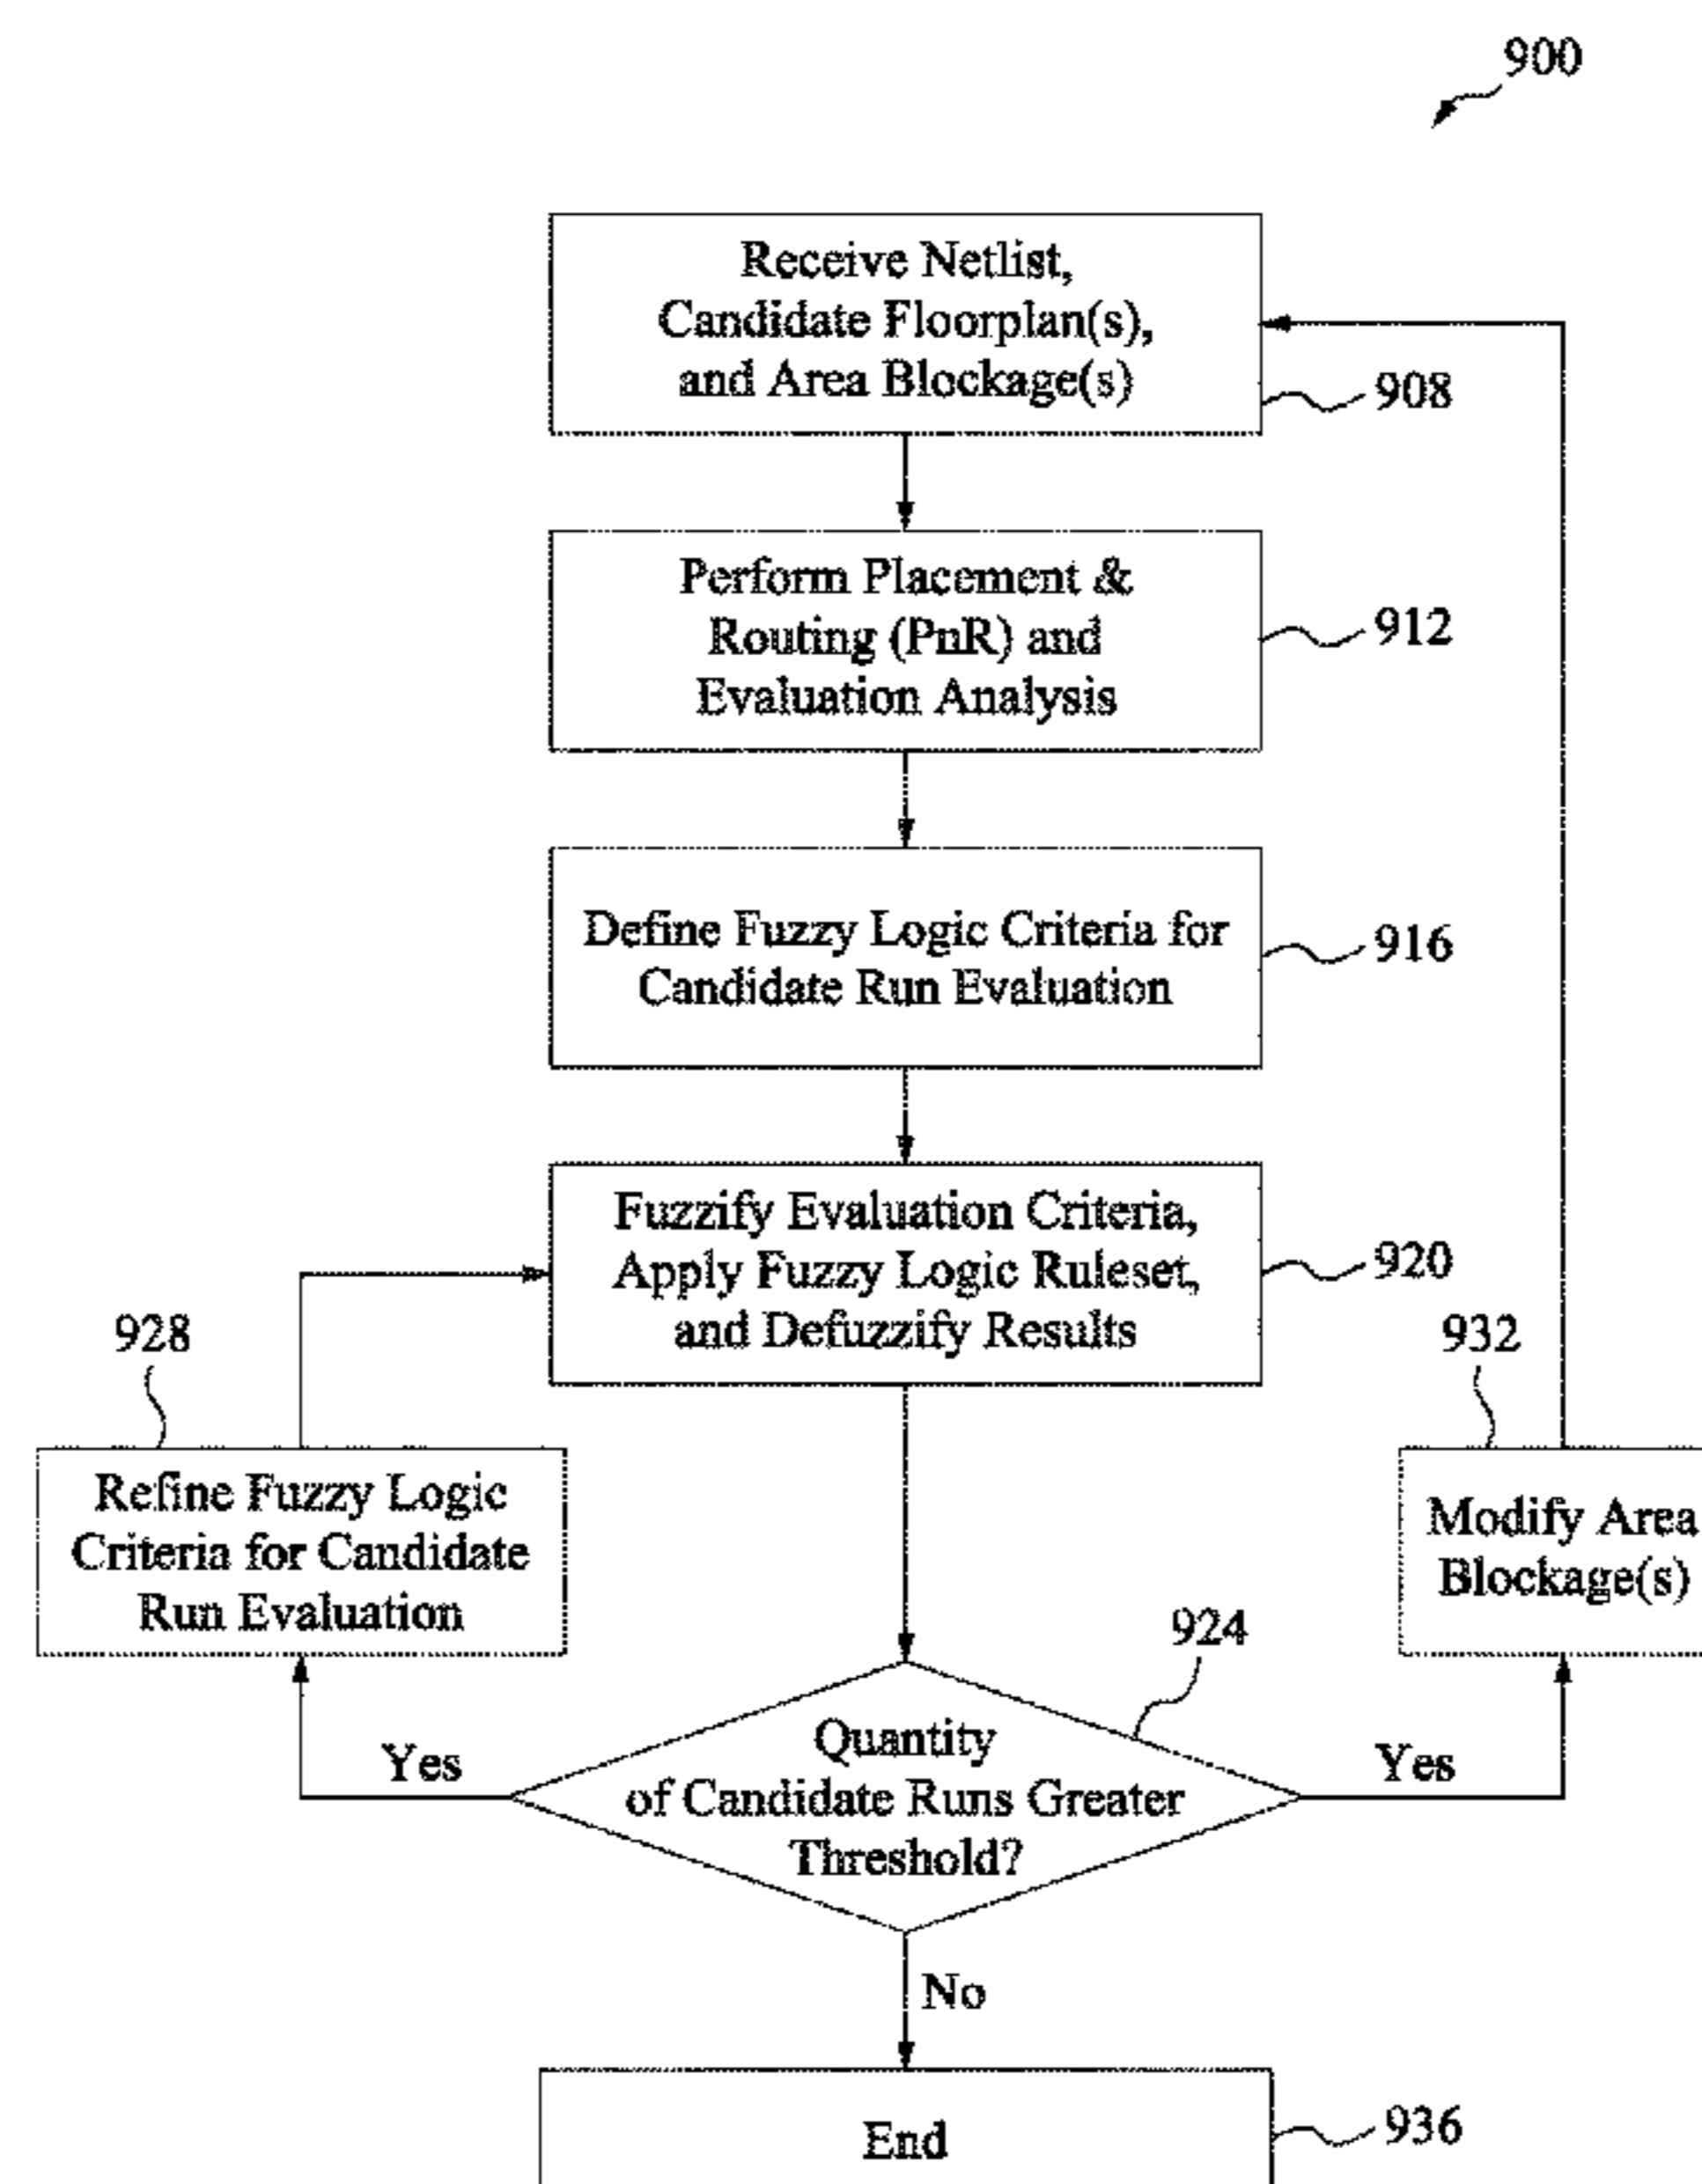 900
Receive Netlist,
Candidate Floorplan(s),
and Area Blockage(s)
908
Perform Placement &
Routing (PnR) and
Evaluation Analysis
912
Define Fuzzy Logic Criteria for
Candidate Run Evaluation
916
Fuzzify Evaluation Criteria,
Apply Fuzzy Logic Ruleset,
and Defuzzify Results
920
928
Refine Fuzzy Logic
Criteria for Candidate
Run Evaluation
932
Modify Area
Blockage(s)
924
Quantity
of Candidate Runs Greater
Threshold?
Yes
Yes
No
End
936